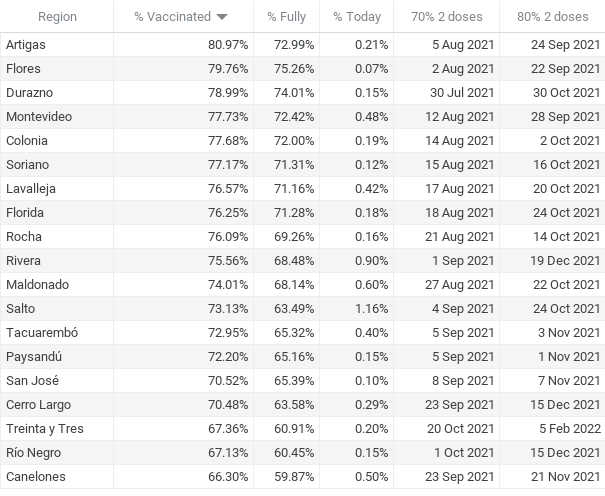 Region % Vaccinated % Fully % Today 70% 2 doses 80% 2 doses
Artigas 80.97% 72.99% 0.21% 5 Aug 2021 24 Sep 2021
Flores 79.76% 75.26% 0.07% 2 Aug 2021 22 Sep 2021
Durazno 78.99% 74.01% 0.15% 30 Jul 2021 30 Oct 2021
Montevideo 77.73% 72.42% 0.48% 12 Aug 2021 28 Sep 2021
Colonia 77.68% 72.00% 0.19% 14 Aug 2021 2 Oct 2021
Soriano 77.17% 71.31% 0.12% 15 Aug 2021 16 Oct 2021
Lavalleja 76.57% 71.16% 0.42% 17 Aug 2021 20 Oct 2021
Florida 76.25% 71.28% 0.18% 18 Aug 2021 24 Oct 2021
Rocha 76.09% 69.26% 0.16% 21 Aug 2021 14 Oct 2021
Rivera 75.56% 68.48% 0.90% 1 Sep 2021 19 Dec 2021
Maldonado 74.01% 68.14% 0.60% 27 Aug 2021 22 Oct 2021
Salto 73.13% 63.49% 1.16% 4 Sep 2021 24 Oct 2021
Tacuarembó 72.95% 65.32% 0.40% 5 Sep 2021 3 Nov 2021
Paysandú 72.20% 65.16% 0.15% 5 Sep 2021 1 Nov 2021
San José 70.52% 65.39% 0.10% 8 Sep 2021 7 Nov 2021
Cerro Largo 70.48% 63.58% 0.29% 23 Sep 2021 15 Dec 2021
Treinta y Tres 67.36% 60.91% 0.20% 20 Oct 2021 5 Feb 2022
Río Negro 67.13% 60.45% 0.15% 1 Oct 2021 15 Dec 2021
Canelones 66.30% 59.87% 0.50% 23 Sep 2021 21 Nov 2021